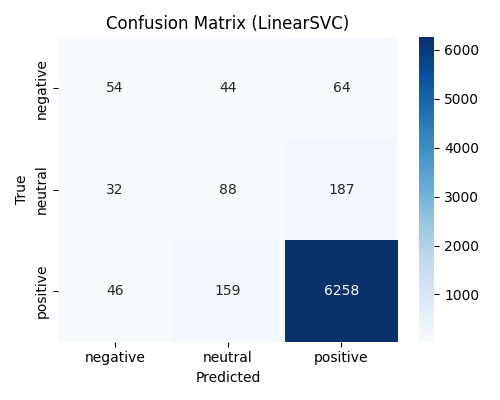 Confusion Matrix (LinearSVC)
True
negative
54 44 64
neutral
32 88 187
positive
46 159 6258
negative neutral positive
Predicted
6000
5000
4000
3000
2000
1000